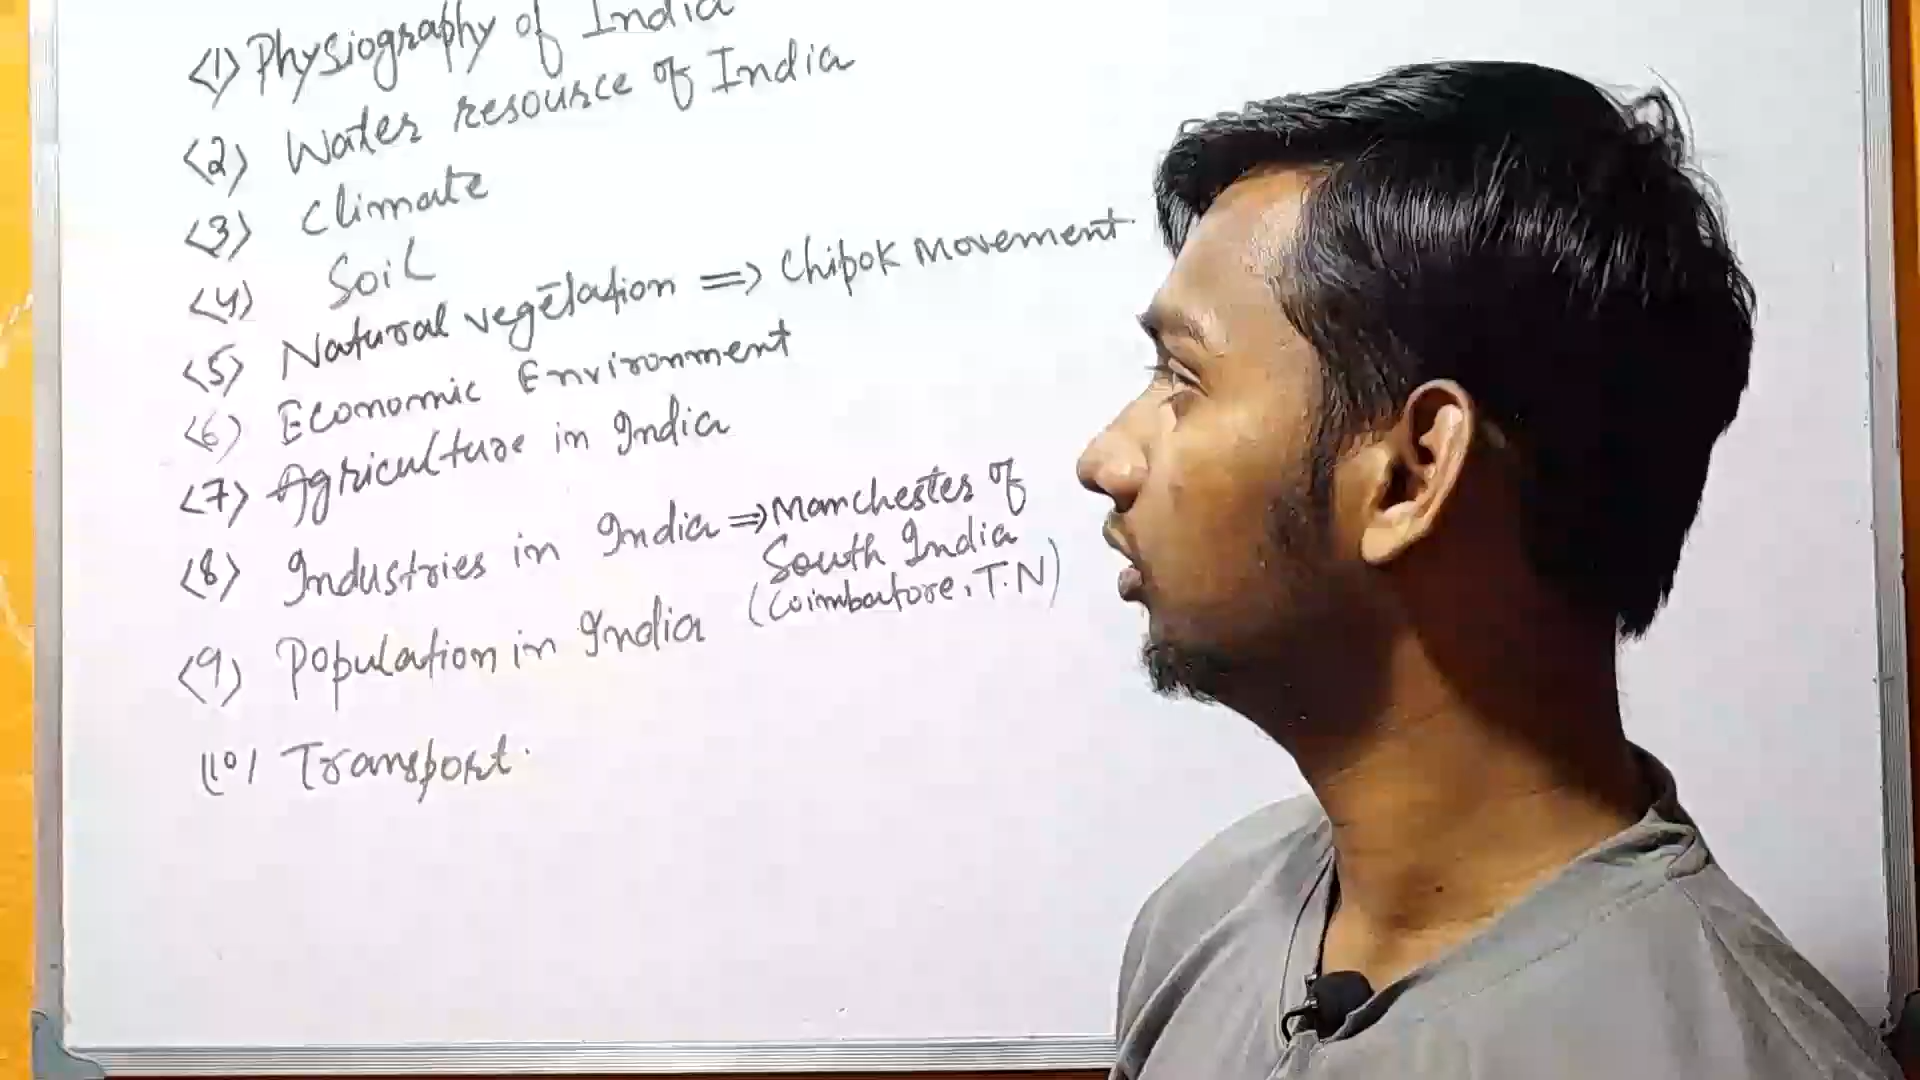 <1> Physiography of India
<2> Water resource of India
<3> Climate
<4> Soil
<5> Natural vegetation => Chipok Movement
<6> Economic Environment
<7> Agriculture in India
<8> Industries in India => Manchester of
South India
(Coimbatore, T.N)
<9> Population in India
(10) Transport.